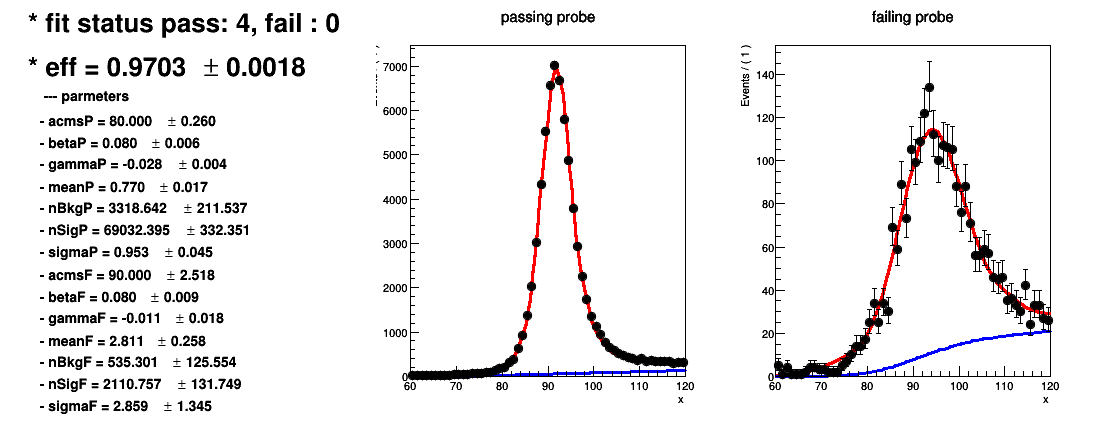 * fit status pass: 4, fail : 0
* eff = 0.9703 ± 0.0018
--- parmeters
- acmsP = 80.000 ± 0.260
- betaP = 0.080 ± 0.006
- gammaP = -0.028 ± 0.004
- meanP = 0.770 ± 0.017
- nBkgP = 3318.642 ± 211.537
- nSigP = 69032.395 ± 332.351
- sigmaP = 0.953 ± 0.045
- acmsF = 90.000 ± 2.518
- betaF = 0.080 ± 0.009
- gammaF = -0.011 ± 0.018
- meanF = 2.811 ± 0.258
- nBkgF = 535.301 ± 125.554
- nSigF = 2110.757 ± 131.749
- sigmaF = 2.859 ± 1.345
passing probe
7000
6000
5000
4000
3000
2000
1000
0
60 70 80 90 100 110 120
x
failing probe
Events / ( 1 )
140
120
100
80
60
40
20
0
60 70 80 90 100 110 120
x